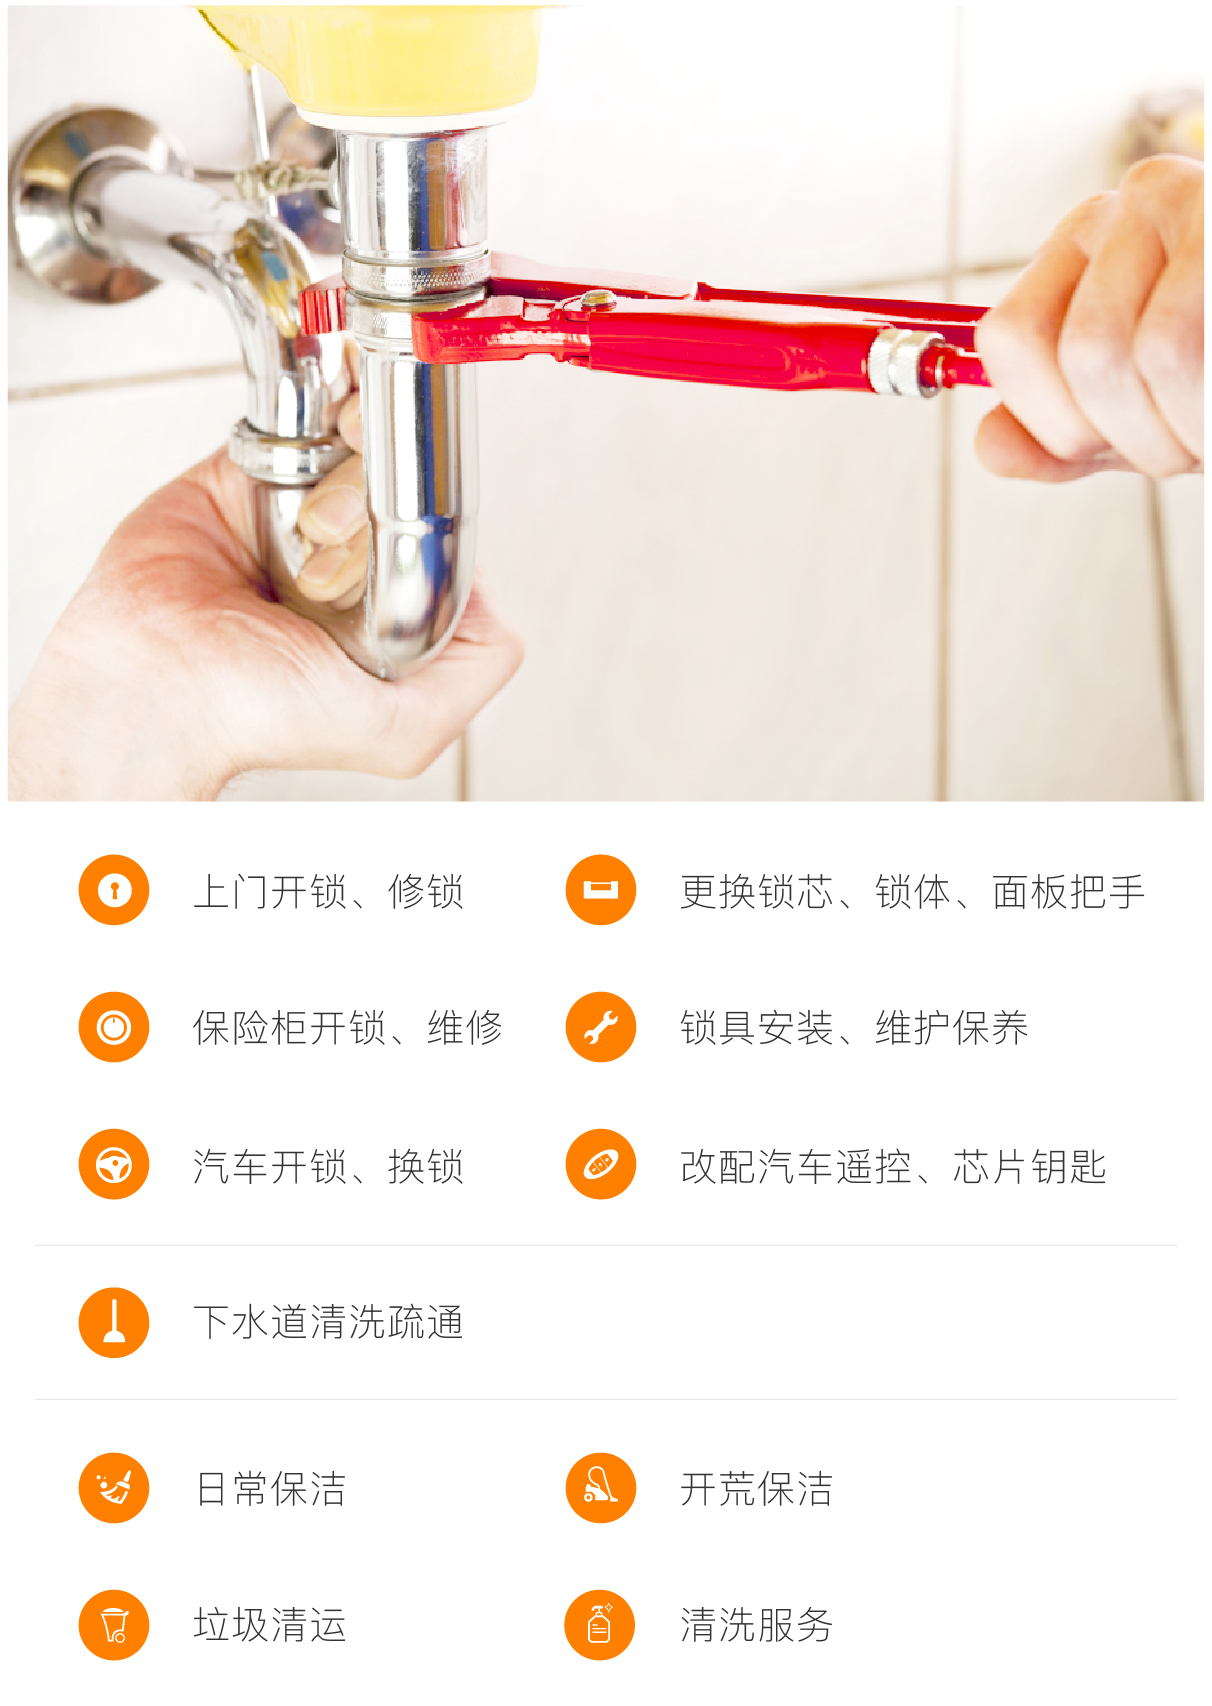 上门开锁、修锁
更换锁芯、锁体、面板把手
保险柜开锁、维修
锁具安装、维护保养
汽车开锁、换锁
改配汽车遥控、芯片钥匙
下水道清洗疏通
日常保洁
开荒保洁
垃圾清运
清洗服务